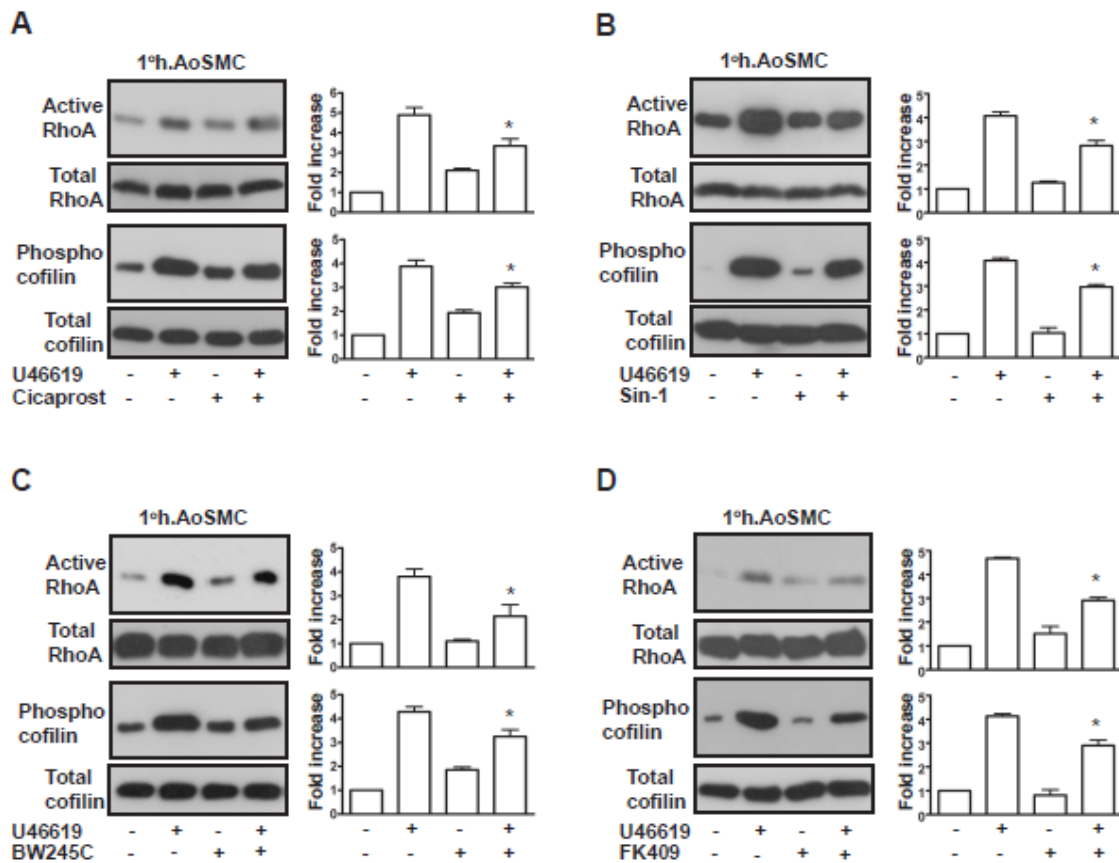 A
1ºh.AoSMC
Active
RhoA
Total
RhoA
Phospho
cofilin
Total
cofilin
U46619 - + - +
Cicaprost - - + +
Fold increase
5
4
3
2
1
0
*
- + - +
- - + +
Fold increase
5
4
3
2
1
0
*
B
1ºh.AoSMC
Active
RhoA
Total
RhoA
Phospho
cofilin
Total
cofilin
U46619 - + - +
Sin-1 - - + +
Fold increase
5
4
3
2
1
0
*
Fold increase
5
4
3
2
1
0
*
- + - +
- - + +
C
1ºh.AoSMC
Active
RhoA
Total
RhoA
Phospho
cofilin
Total
cofilin
U46619 - + - +
BW245C - - + +
Fold increase
5
4
3
2
1
0
*
Fold increase
5
4
3
2
1
0
*
- + - +
- - + +
D
1ºh.AoSMC
Active
RhoA
Total
RhoA
Phospho
cofilin
Total
cofilin
U46619 - + - +
FK409 - - + +
Fold increase
5
4
3
2
1
0
*
Fold increase
5
4
3
2
1
0
*
- + - +
- - + +